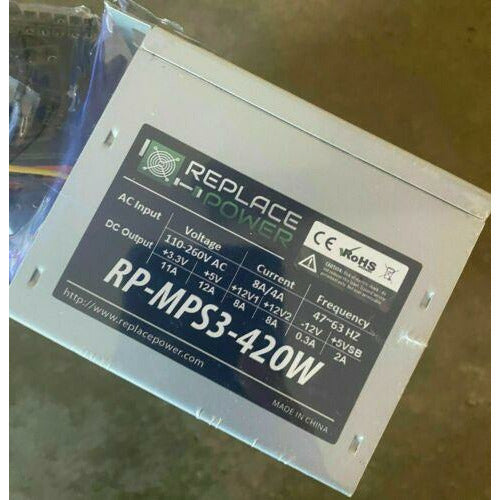 REPLACE
POWER
CE RoHS
AC Input Voltage Current Frequency
110-260V AC 8A/4A 47~63 HZ
DC Output +3.3V +5V +12V1 +12V2 -12V +5VSB
11A 12A 8A 8A 0.3A 2A
RP-MPS3-420W
http://www.replacepower.com
MADE IN CHINA